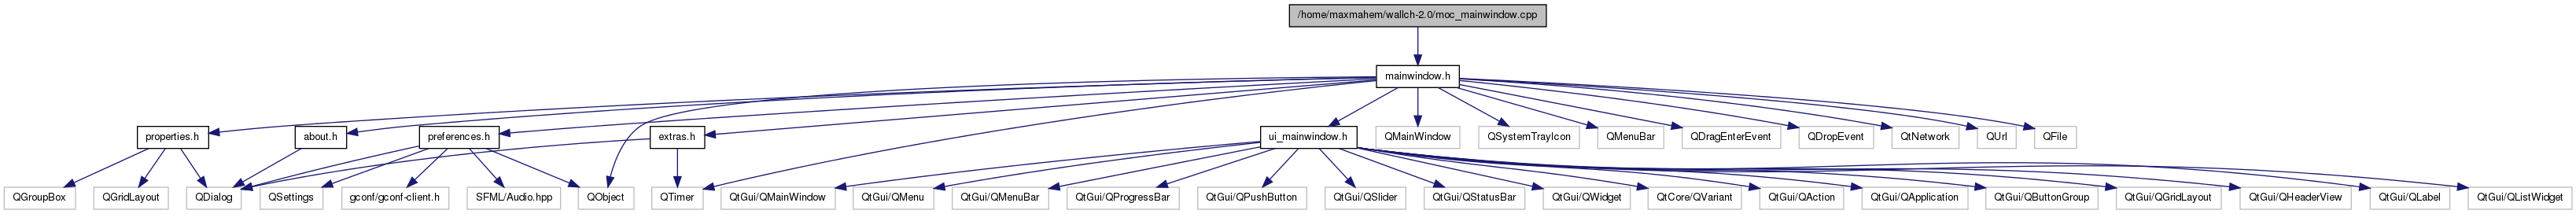 /home/maxmahem/wallch-2.0/moc_mainwindow.cpp
mainwindow.h
properties.h
about.h
preferences.h
extras.h
ui_mainwindow.h
QMainWindow
QSystemTrayIcon
QMenuBar
QDragEnterEvent
QDropEvent
QtNetwork
QUrl
QFile
QGroupBox
QGridLayout
QDialog
QSettings
gconf/gconf-client.h
SFML/Audio.hpp
QObject
QTimer
QtGui/QMainWindow
QtGui/QMenu
QtGui/QMenuBar
QtGui/QProgressBar
QtGui/QPushButton
QtGui/QSlider
QtGui/QStatusBar
QtGui/QWidget
QtCore/QVariant
QtGui/QAction
QtGui/QApplication
QtGui/QButtonGroup
QtGui/QGridLayout
QtGui/QHeaderView
QtGui/QLabel
QtGui/QListWidget